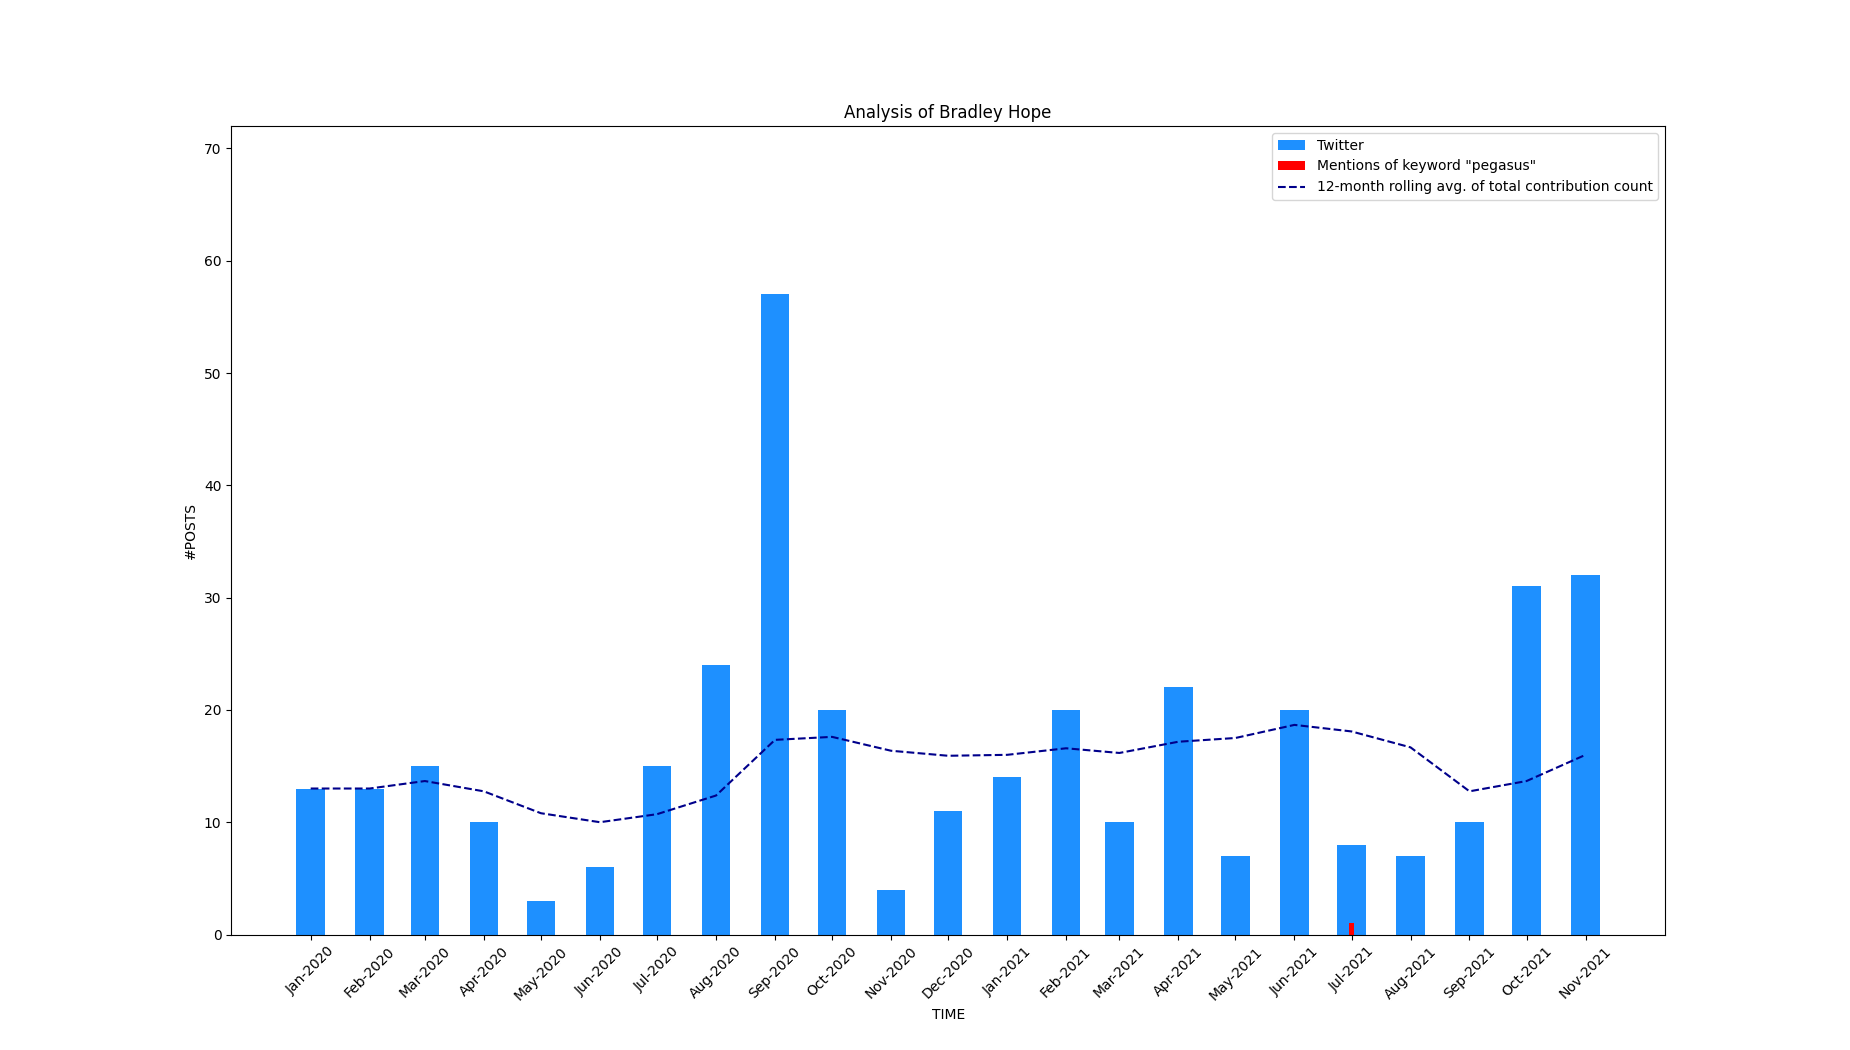 Analysis of Bradley Hope
Twitter
Mentions of keyword "pegasus"
12-month rolling avg. of total contribution count
#POSTS
70
60
50
40
30
20
10
0
Jan-2020
Feb-2020
Mar-2020
Apr-2020
May-2020
Jun-2020
Jul-2020
Aug-2020
Sep-2020
Oct-2020
Nov-2020
Dec-2020
Jan-2021
Feb-2021
Mar-2021
Apr-2021
May-2021
Jun-2021
Jul-2021
Aug-2021
Sep-2021
Oct-2021
Nov-2021
TIME